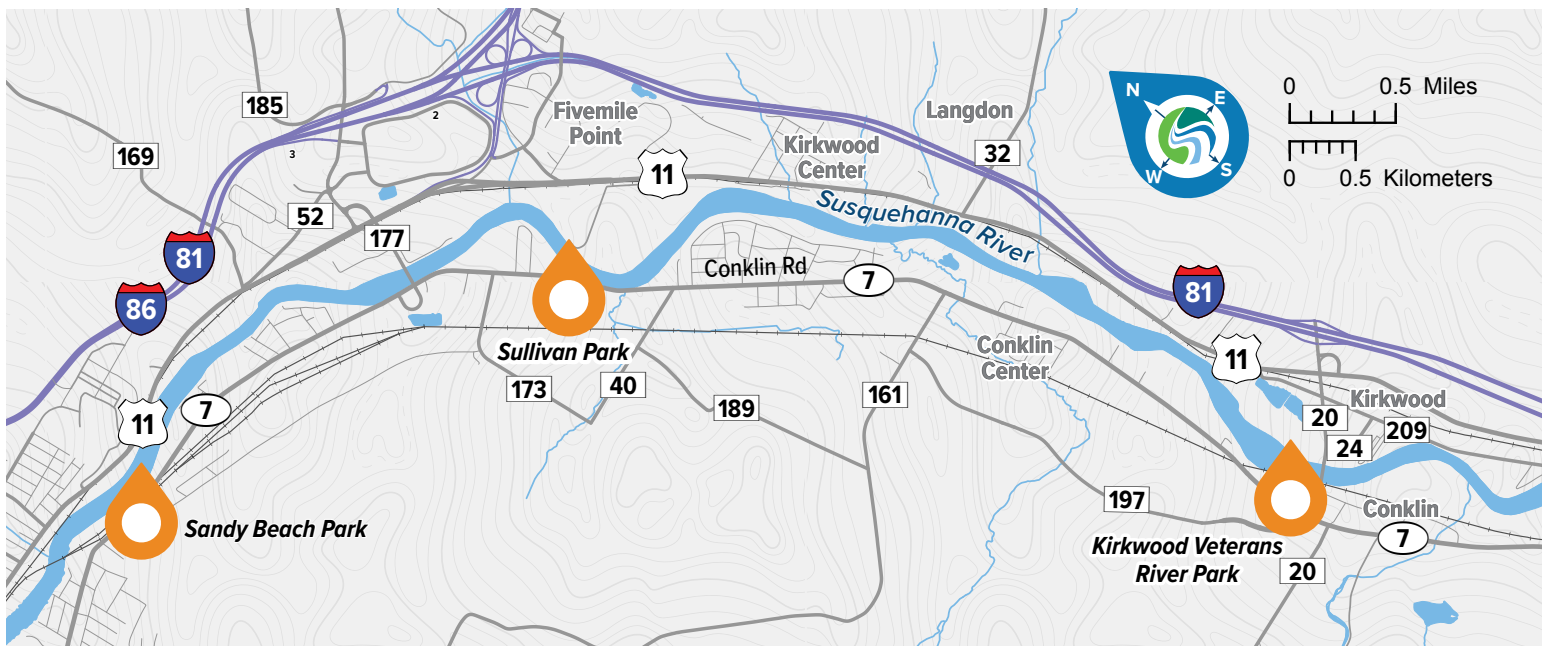 185
2
3
169
Fivemile
Point
Langdon
N
E
W
S
0 0.5 Miles
0 0.5 Kilometers
Kirkwood
Center
32
11
52
177
Susquehanna River
81
86
Conklin Rd
7
81
Sullivan Park
Conklin
Center
11
173
40
189
161
11
7
Kirkwood
20
209
24
Sandy Beach Park
197
Conklin
7
Kirkwood Veterans
River Park
20